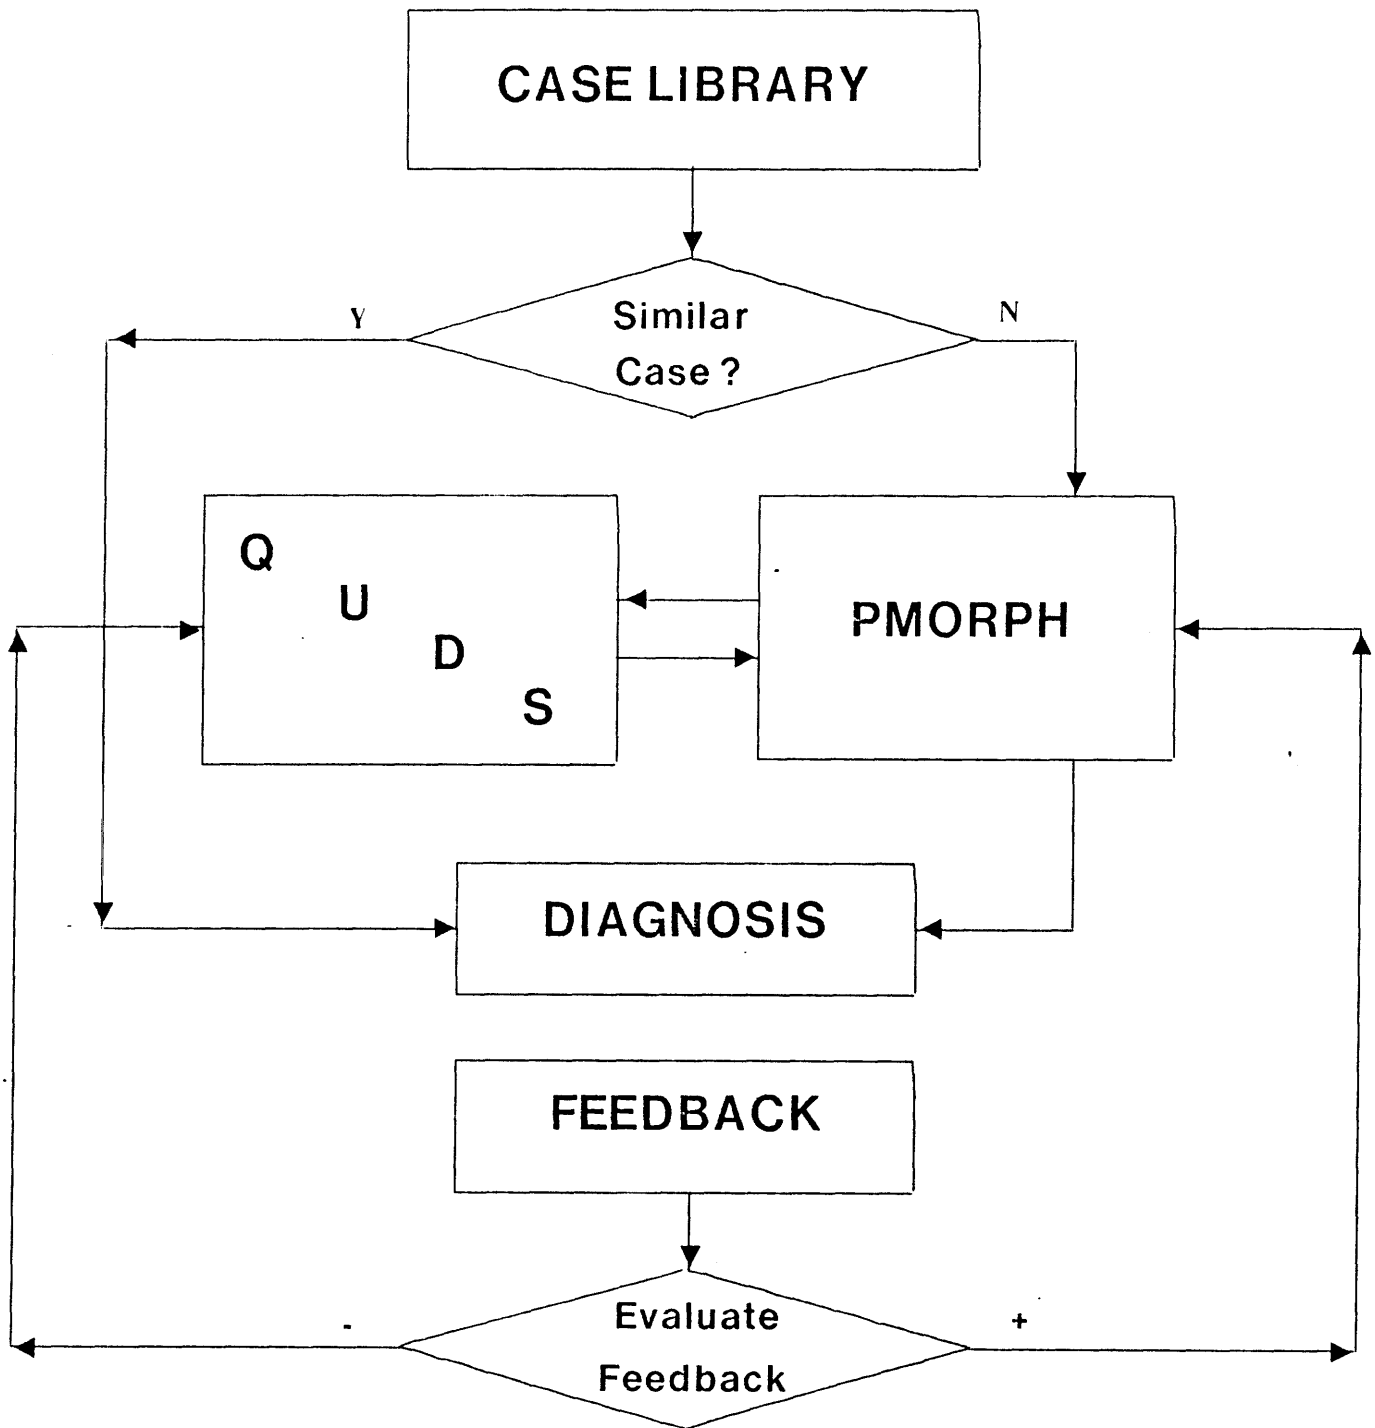 CASE LIBRARY
Y
Similar
N
Case ?
Q
U
D
S
PMORPH
DIAGNOSIS
FEEDBACK
-
Evaluate
+
Feedback